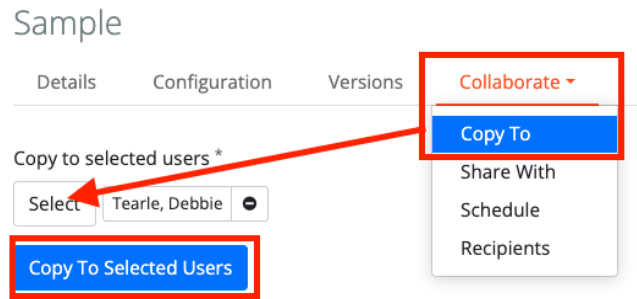 Sample
Details Configuration Versions Collaborate
Copy To
Share With
Schedule
Recipients
Copy to selected users *
Select Tearle, Debbie
Copy To Selected Users